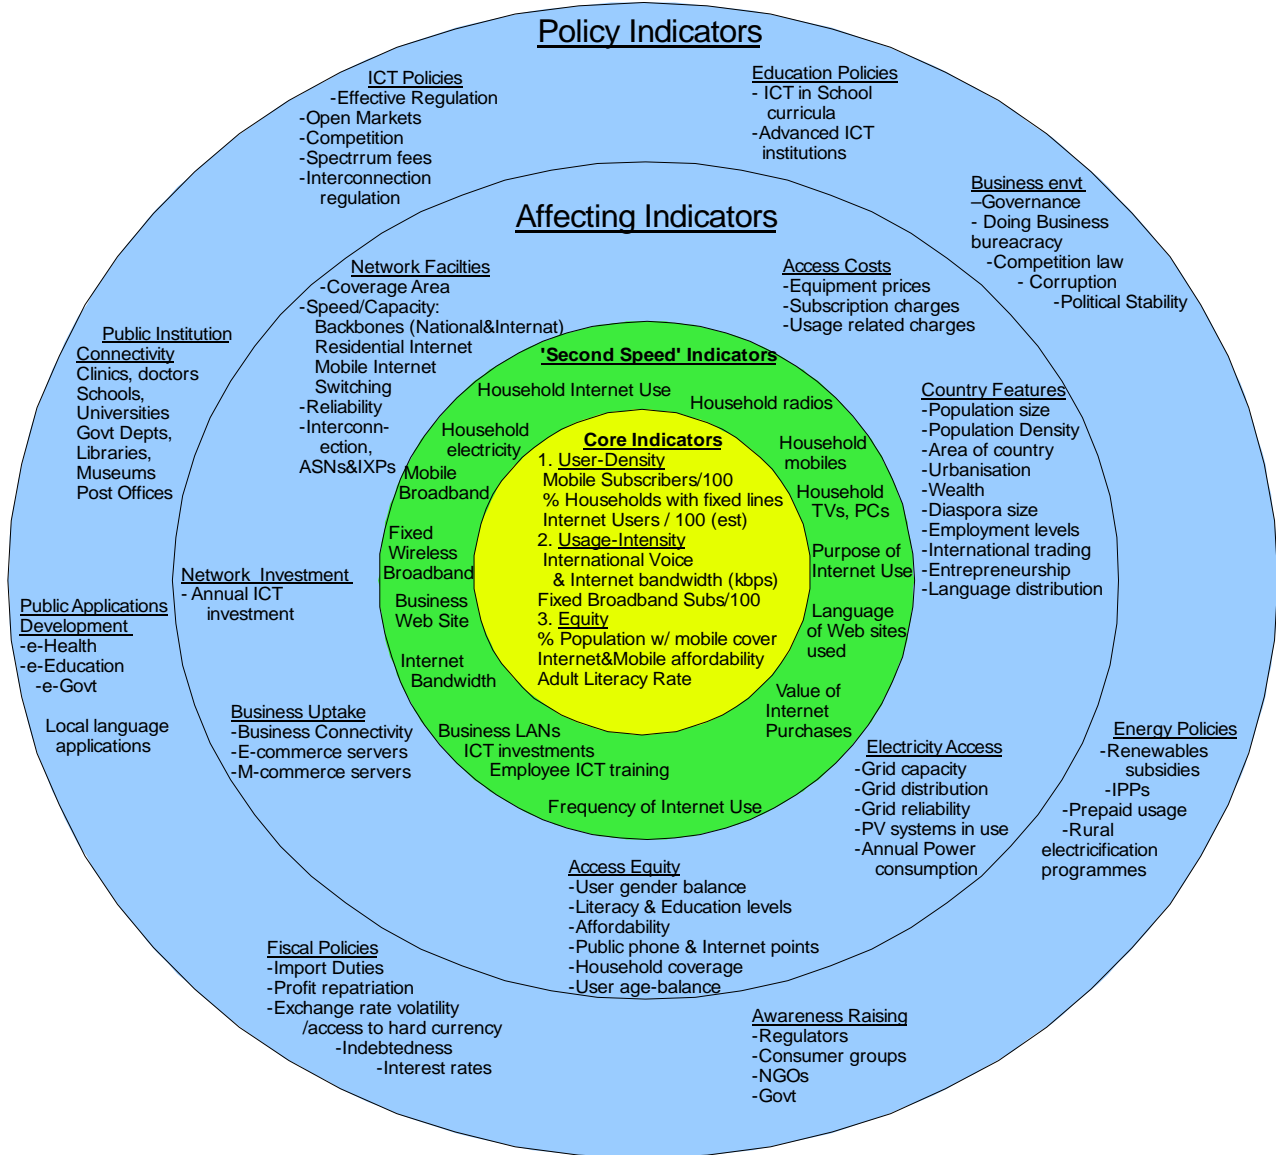 Policy Indicators
ICT Policies
-Effective Regulation
-Open Markets
-Competition
-Spectrrum fees
-Interconnection
regulation
Education Policies
- ICT in School
curricula
-Advanced ICT
institutions
Business envt
–Governance
- Doing Business
bureacracy
-Competition law
- Corruption
-Political Stability
Affecting Indicators
Network Facilties
-Coverage Area
-Speed/Capacity:
Backbones (National&Internat)
Residential Internet
Mobile Internet
Switching
-Reliability
-Interconn-
ection,
ASNs&IXPs
Access Costs
-Equipment prices
-Subscription charges
-Usage related charges
Public Institution
Connectivity
Clinics, doctors
Schools,
Universities
Govt Depts,
Libraries,
Museums
Post Offices
'Second Speed' Indicators
Household Internet Use
Household radios
Household
electricity
Household
mobiles
Mobile
Broadband
Household
TVs, PCs
Fixed
Wireless
Broadband
Purpose of
Internet Use
Business
Web Site
Language
of Web sites
used
Internet
Bandwidth
Value of
Internet
Purchases
Business LANs
ICT investments
Employee ICT training
Frequency of Internet Use
Core Indicators
1. User-Density
Mobile Subscribers/100
% Households with fixed lines
Internet Users / 100 (est)
2. Usage-Intensity
International Voice
& Internet bandwidth (kbps)
Fixed Broadband Subs/100
3. Equity
% Population w/ mobile cover
Internet&Mobile affordability
Adult Literacy Rate
Country Features
-Population size
-Population Density
-Area of country
-Urbanisation
-Wealth
-Diaspora size
-Employment levels
-International trading
-Entrepreneurship
-Language distribution
Network Investment
- Annual ICT
investment
Public Applications
Development
-e-Health
-e-Education
-e-Govt
Local language
applications
Business Uptake
-Business Connectivity
-E-commerce servers
-M-commerce servers
Electricity Access
-Grid capacity
-Grid distribution
-Grid reliability
-PV systems in use
-Annual Power
consumption
Energy Policies
-Renewables
subsidies
-IPPs
-Prepaid usage
-Rural
electricification
programmes
Access Equity
-User gender balance
-Literacy & Education levels
-Affordability
-Public phone & Internet points
-Household coverage
-User age-balance
Fiscal Policies
-Import Duties
-Profit repatriation
-Exchange rate volatility
/access to hard currency
-Indebtedness
-Interest rates
Awareness Raising
-Regulators
-Consumer groups
-NGOs
-Govt